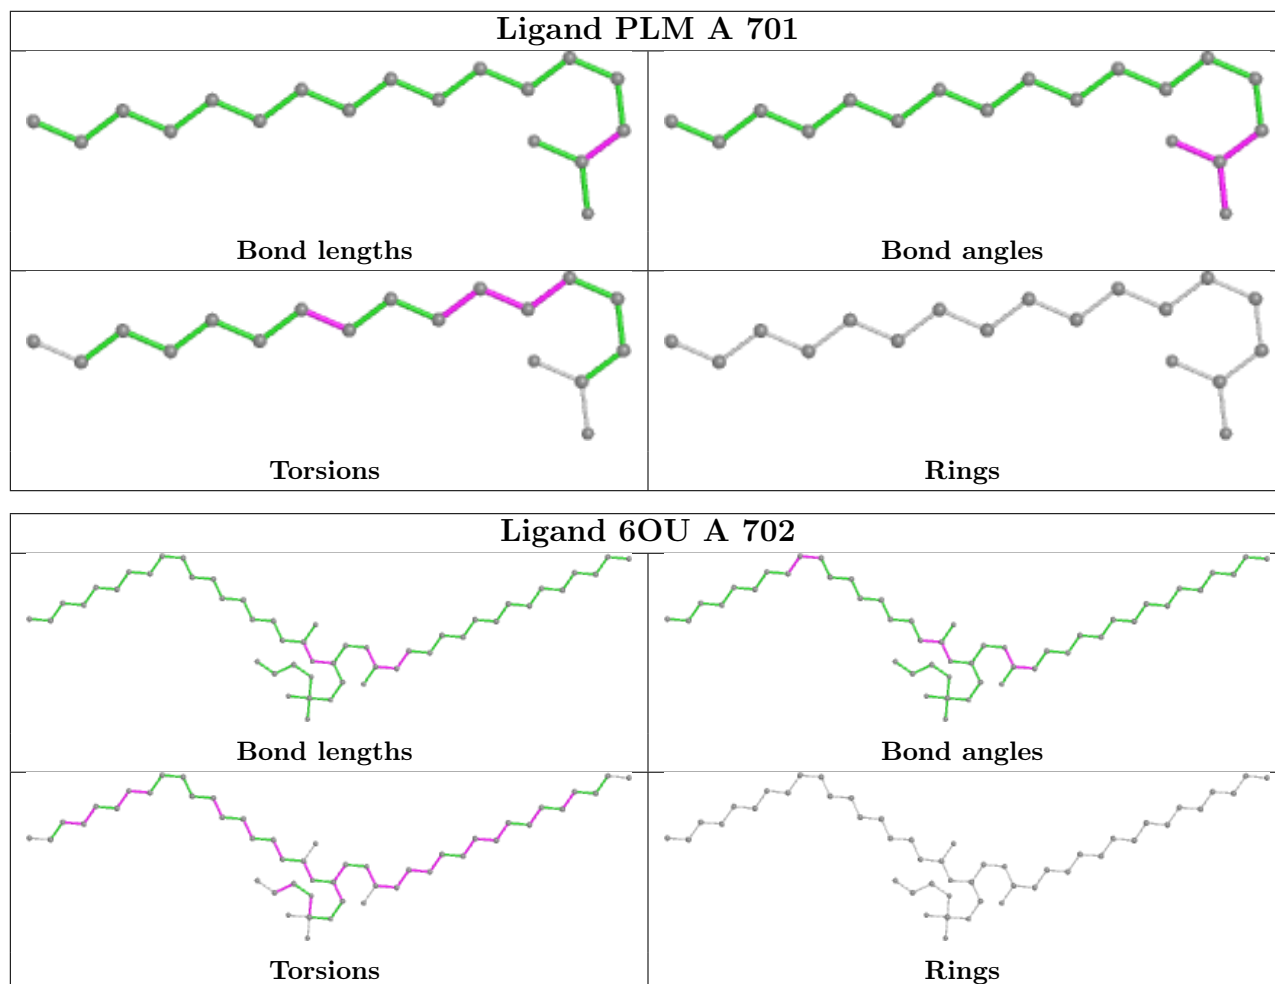 Ligand PLM A 701
Bond lengths
Bond angles
Torsions
Rings
Ligand 6OU A 702
Bond lengths
Bond angles
Torsions
Rings